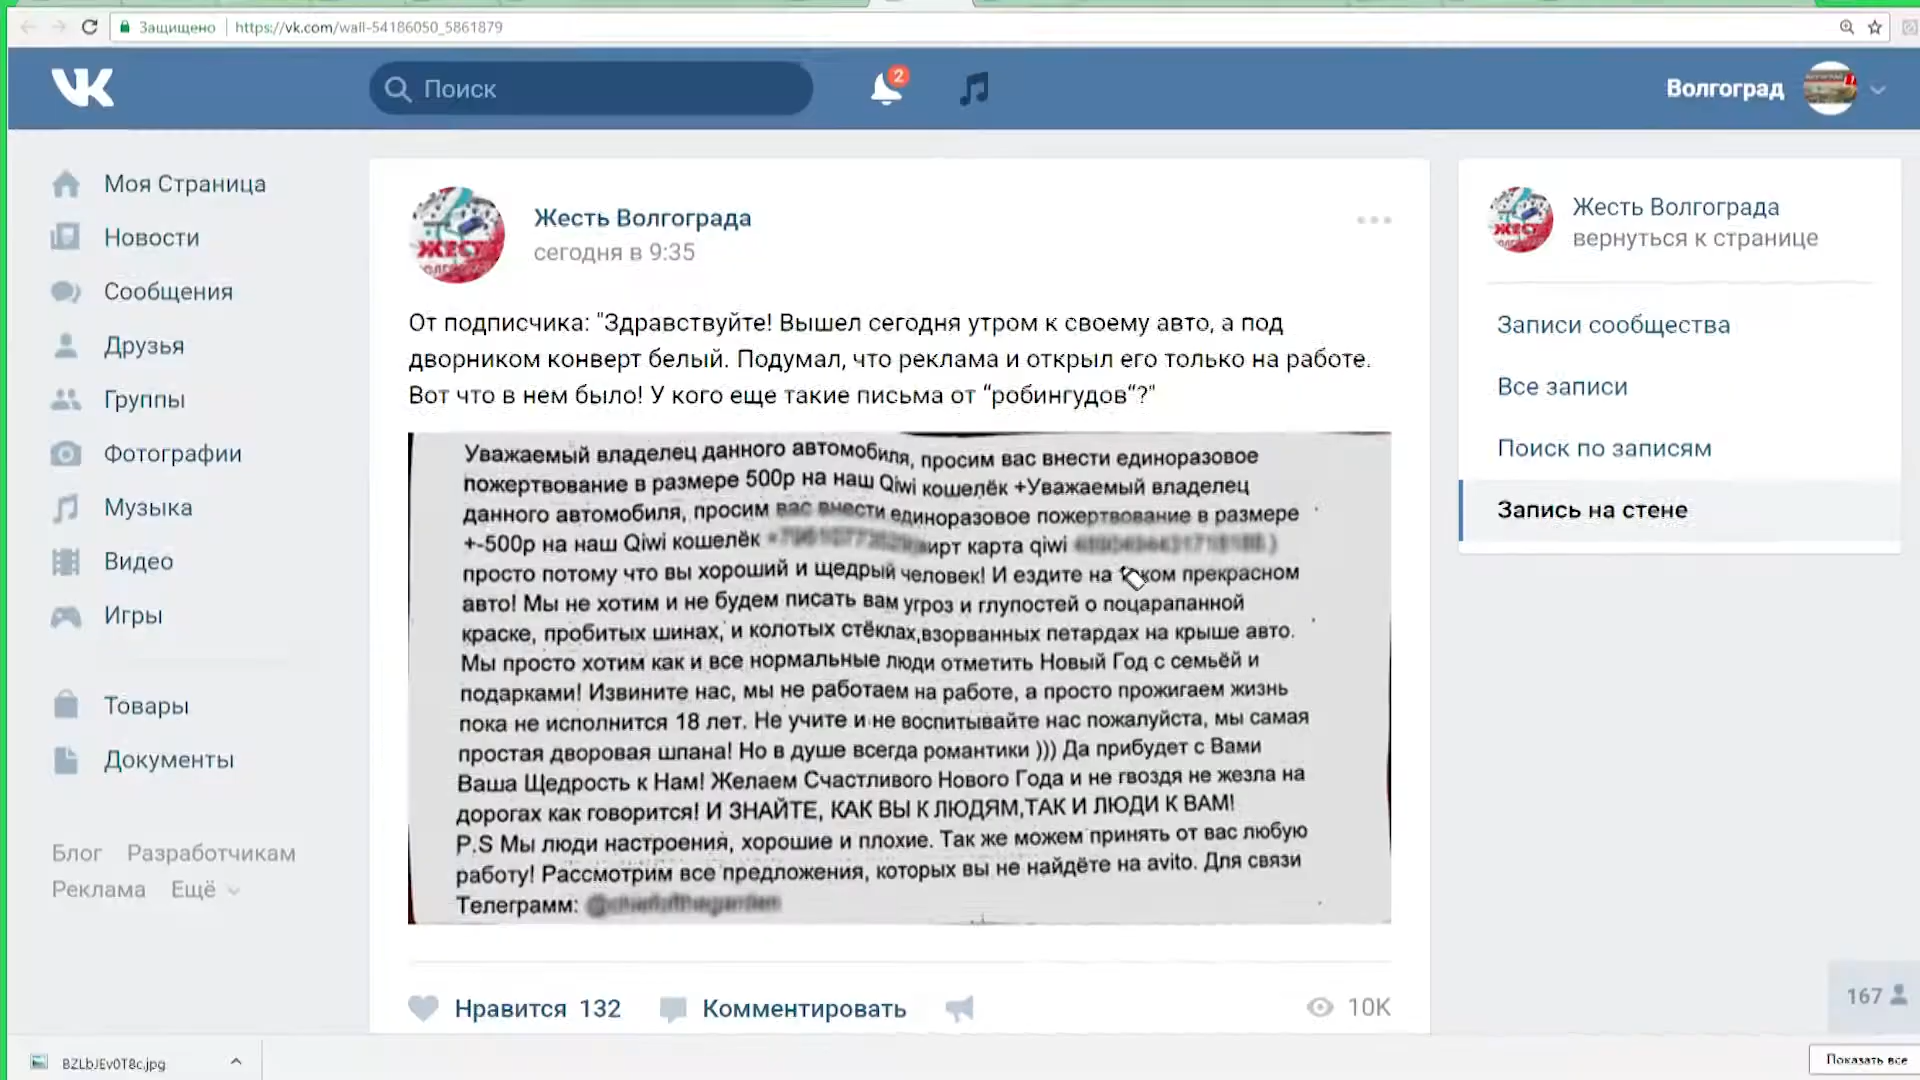 Защищено https://vk.com/wall-54186050_5861879
Поиск
2
Волгоград
Моя Страница
Новости
Сообщения
Друзья
Группы
Фотографии
Музыка
Видео
Игры
Товары
Документы
Блог Разработчикам
Реклама Ещё
Жесть Волгограда
сегодня в 9:35
От подписчика: "Здравствуйте! Вышел сегодня утром к своему авто, а под
дворником конверт белый. Подумал, что реклама и открыл его только на работе.
Вот что в нем было! У кого еще такие письма от “робингудов“?"
Уважаемый владелец данного автомобиля, просим вас внести единоразовое
пожертвование в размере 500р на наш Qiwi кошелёк +Уважаемый владелец
данного автомобиля, просим вас внести единоразовое пожертвование в размере
+-500р на наш Qiwi кошелёк вирт карта qiwi )
просто потому что вы хороший и щедрый человек! И ездите на таком прекрасном
авто! Мы не хотим и не будем писать вам угроз и глупостей о поцарапанной
краске, пробитых шинах, и колотых стёклах,взорванных петардах на крыше авто.
Мы просто хотим как и все нормальные люди отметить Новый Год с семьёй и
подарками! Извините нас, мы не работаем на работе, а просто прожигаем жизнь
пока не исполнится 18 лет. Не учите и не воспитывайте нас пожалуйста, мы самая
простая дворовая шпана! Но в душе всегда романтики ))) Да прибудет с Вами
Ваша Щедрость к Нам! Желаем Счастливого Нового Года и не гвоздя не жезла на
дорогах как говорится! И ЗНАЙТЕ, КАК ВЫ К ЛЮДЯМ,ТАК И ЛЮДИ К ВАМ!
P.S Мы люди настроения, хорошие и плохие. Так же можем принять от вас любую
работу! Рассмотрим все предложения, которых вы не найдёте на avito. Для связи
Телеграмм:
Нравится 132 Комментировать 10K
Жесть Волгограда
вернуться к странице
Записи сообщества
Все записи
Поиск по записям
Запись на стене
167
BZLbJEv0T8c.jpg
Показать все